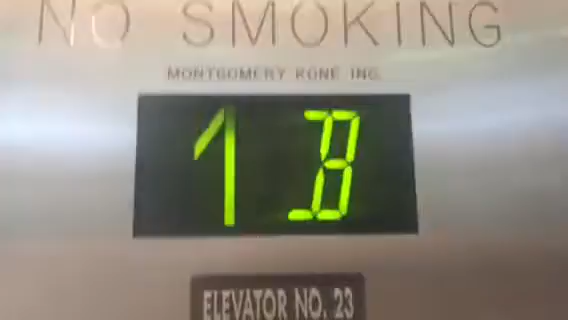 NO SMOKING
MONTGOMERY KONE INC.
1 B
ELEVATOR NO. 23